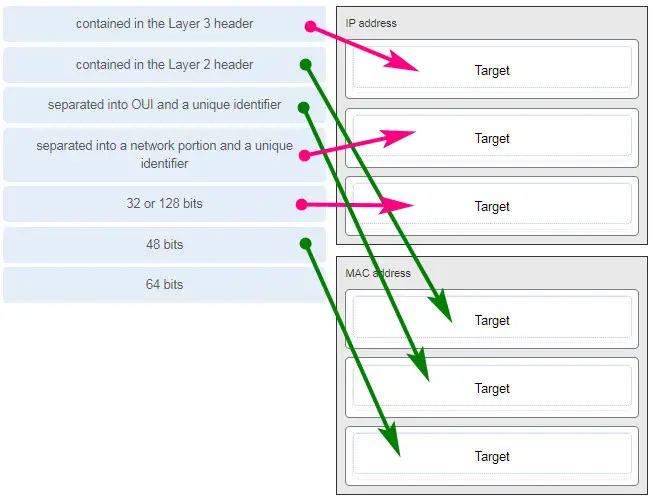 contained in the Layer 3 header
contained in the Layer 2 header
separated into OUI and a unique identifier
separated into a network portion and a unique
identifier
32 or 128 bits
48 bits
64 bits
IP address
Target
Target
Target
MAC address
Target
Target
Target